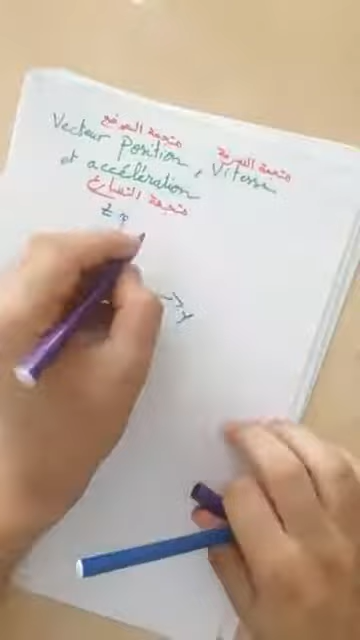 متجهة الموضع
Vecteur Position, Vitesse
متجهة السرعة
et accélération
متجهة التسارع
z
y